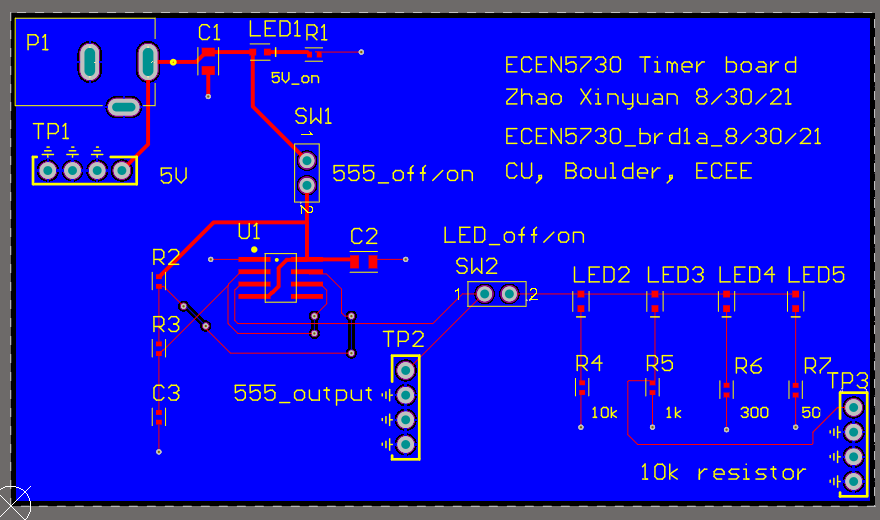 P1
C1
LED1
R1
5V_on
ECEN5730 Timer board
Zhao Xinyuan 8/30/21
ECEN5730_brd1a_8/30/21
CU, Boulder, ECEE
TP1
5V
SW1
1
2
555_off/on
U1
C2
LED_off/on
SW2
1
2
R2
LED2
LED3
LED4
LED5
R3
TP2
R4
R5
R6
R7
TP3
C3
555_output
10k
1k
300
50
10k resistor